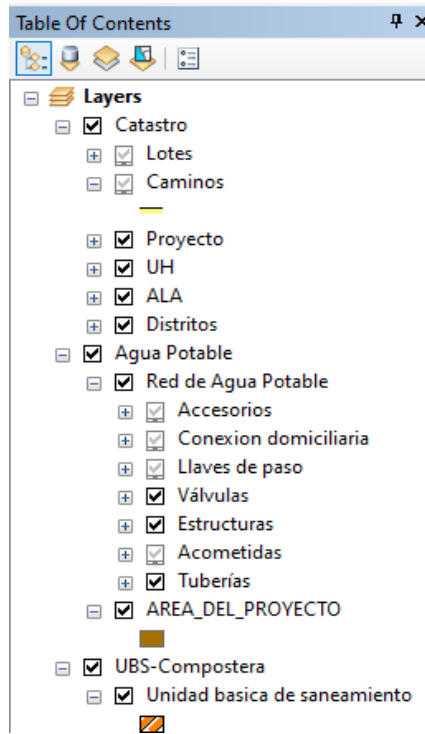 Table Of Contents
Layers
Catastro
Lotes
Caminos
Proyecto
UH
ALA
Distritos
Agua Potable
Red de Agua Potable
Accesorios
Conexion domiciliaria
Llaves de paso
Válvulas
Estructuras
Acometidas
Tuberías
AREA_DEL_PROYECTO
UBS-Compostera
Unidad basica de saneamiento